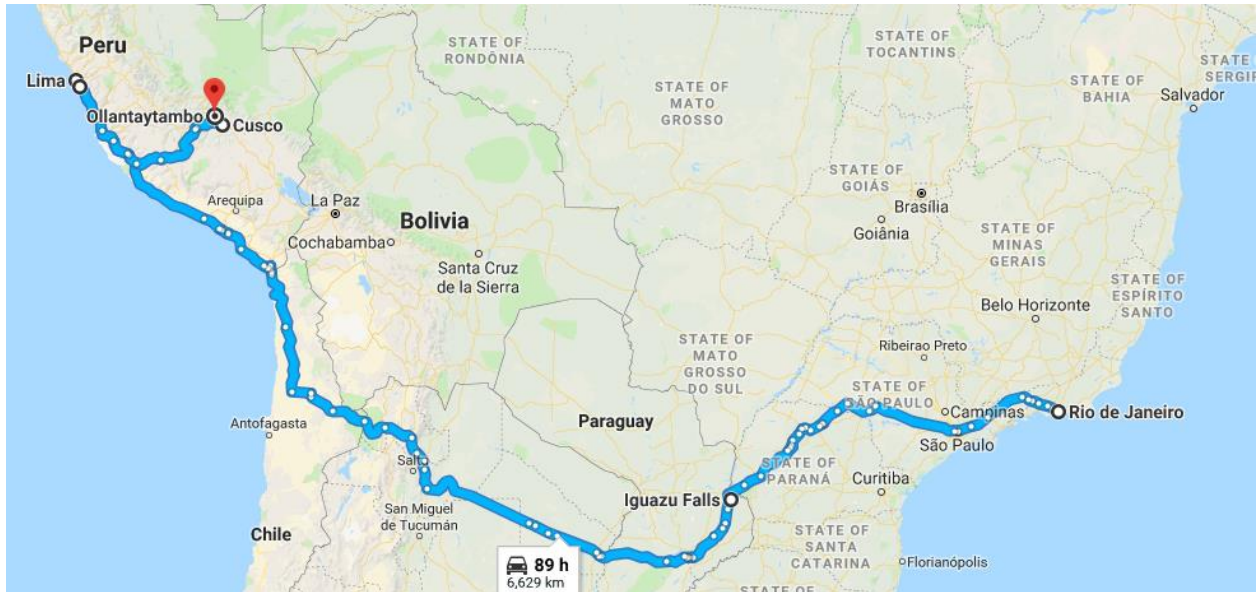 Peru
Lima
Ollantaytambo
Cusco
Arequipa
La Paz
Bolivia
Cochabamba
Santa Cruz
de la Sierra
STATE OF
RONDÔNIA
STATE OF
MATO
GROSSO
STATE OF
TOCANTINS
STATE OF
BAHIA
STATE
SERGIP
Salvador
STATE OF
GOIÁS
Brasília
Goiânia
STATE OF
MINAS
GERAIS
STATE OF
ESPÍRITO
SANTO
Belo Horizonte
STATE OF
MATO
GROSSO
DO SUL
Ribeirao Preto
STATE OF
SÃO PAULO
Campinas
Rio de Janeiro
São Paulo
Antofagasta
Paraguay
Salta
STATE OF
PARANÁ
Iguazu Falls
Curitiba
San Miguel
de Tucumán
Chile
STATE OF
SANTA
CATARINA
Florianópolis
89 h
6,629 km
STATE OF